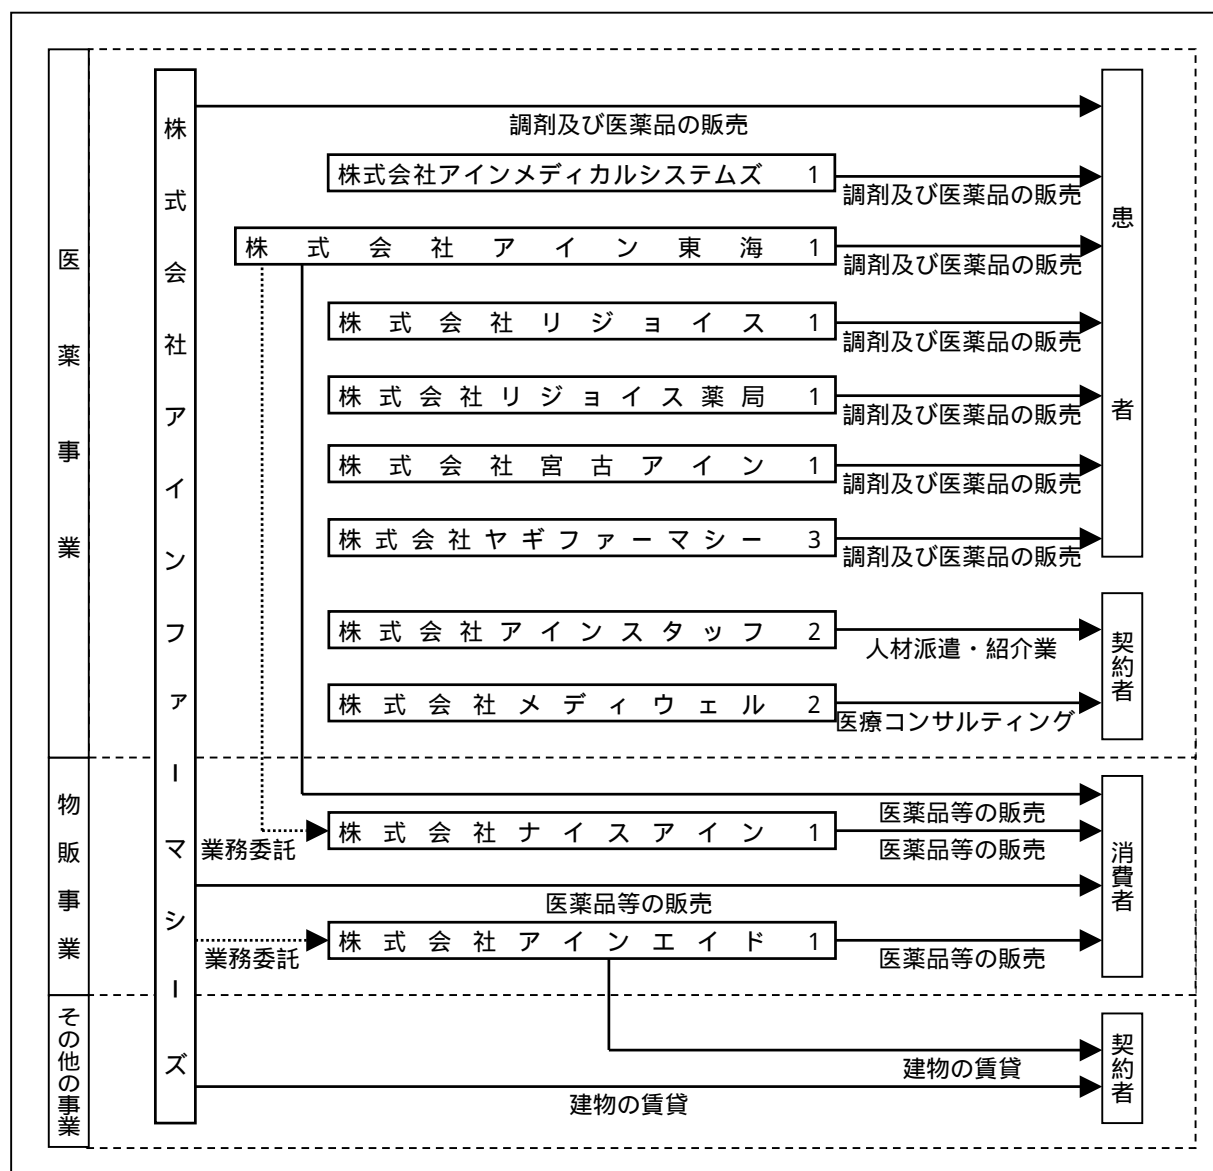 医薬事業
株式会社アインファーマシーズ
調剤及び医薬品の販売
株式会社アインメディカルシステムズ 1
調剤及び医薬品の販売
株式会社アイン東海 1
調剤及び医薬品の販売
株式会社リジョイス 1
調剤及び医薬品の販売
株式会社リジョイス薬局 1
調剤及び医薬品の販売
株式会社宮古アイン 1
調剤及び医薬品の販売
株式会社ヤギファーマシー 3
調剤及び医薬品の販売
患者
株式会社アインスタッフ 2
人材派遣・紹介業
株式会社メディウェル 2
医療コンサルティング
契約者
物販事業
医薬品等の販売
業務委託
株式会社ナイスアイン 1
医薬品等の販売
医薬品等の販売
業務委託
株式会社アインエイド 1
医薬品等の販売
消費者
その他の事業
建物の賃貸
建物の賃貸
契約者